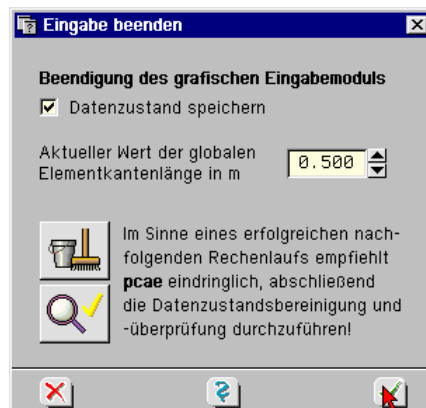 Eingabe beenden
Beendigung des grafischen Eingabemoduls
Datenzustand speichern
Aktueller Wert der globalen
Elementkantenlänge in m
0.500
Im Sinne eines erfolgreichen nach-
folgenden Rechenlaufs empfiehlt
pcae eindringlich, abschließend
die Datenzustandsbereinigung und
-überprüfung durchzuführen!